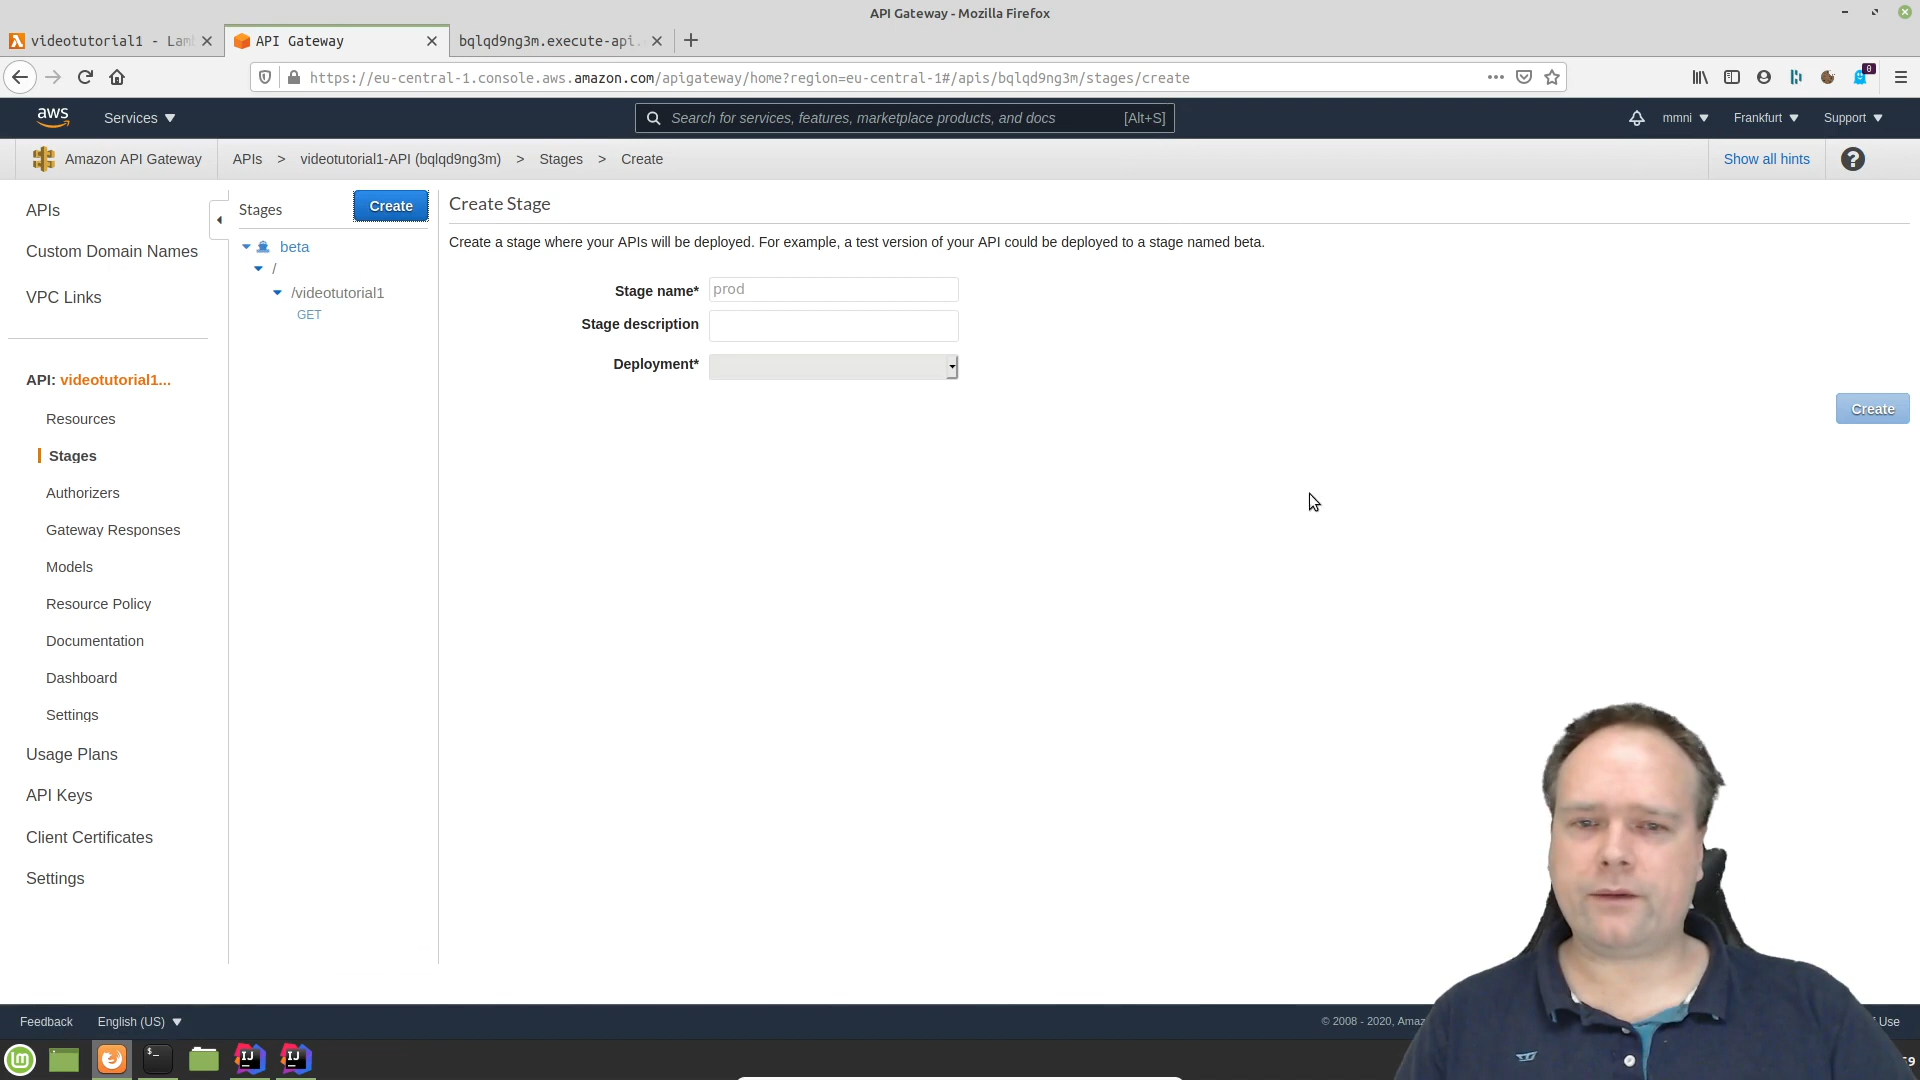 API Gateway - Mozilla Firefox
videotutorial1 - Lam
API Gateway
bqlqd9ng3m.execute-api.
https://eu-central-1.console.aws.amazon.com/apigateway/home?region=eu-central-1#/apis/bqlqd9ng3m/stages/create
0
aws
Services
Search for services, features, marketplace products, and docs
[Alt+S]
mmni
Frankfurt
Support
Amazon API Gateway
APIs > videotutorial1-API (bqlqd9ng3m) > Stages > Create
Show all hints
?
APIs
Custom Domain Names
VPC Links
API: videotutorial1...
Resources
Stages
Authorizers
Gateway Responses
Models
Resource Policy
Documentation
Dashboard
Settings
Usage Plans
API Keys
Client Certificates
Settings
Stages
Create
beta
/
/videotutorial1
GET
Create Stage
Create a stage where your APIs will be deployed. For example, a test version of your API could be deployed to a stage named beta.
Stage name*
prod
Stage description
Deployment*
Create
Feedback
English (US)
© 2008 - 2020, Amaz
Use
IJ
IJ